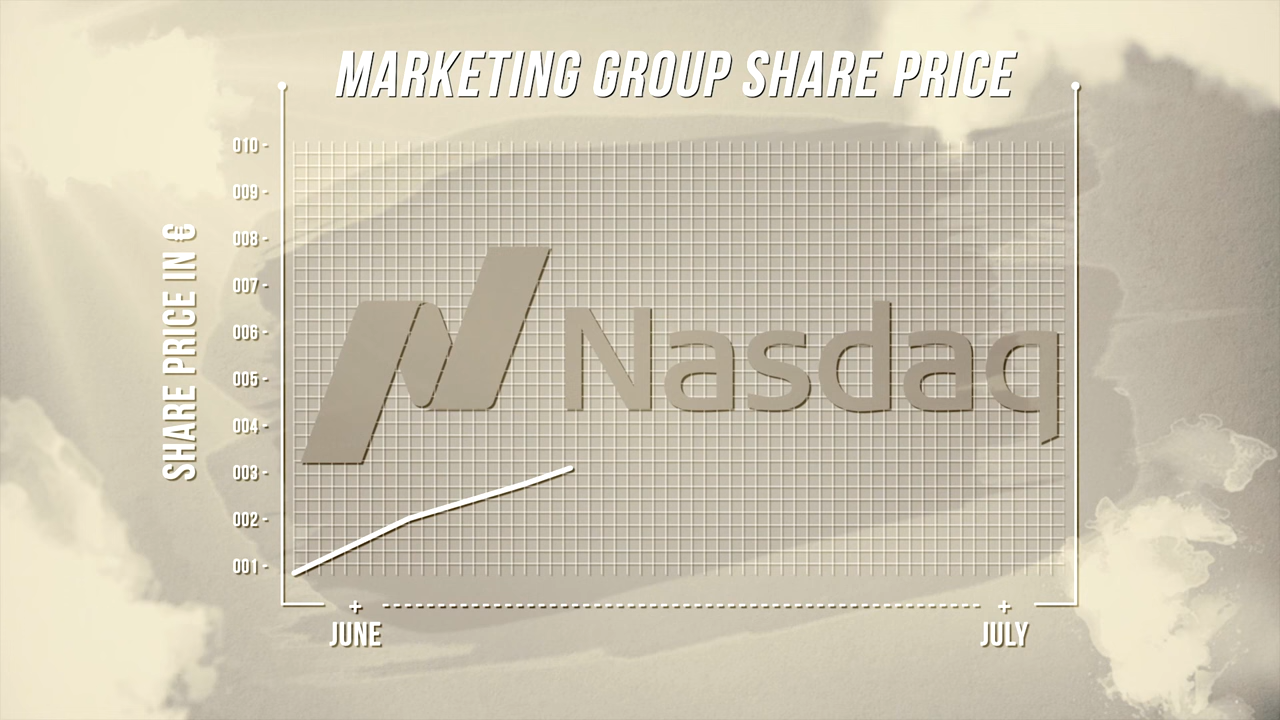 MARKETING GROUP SHARE PRICE
SHARE PRICE IN €
010 -
009 -
008 -
007 -
006 -
005 -
004 -
003 -
002 -
001 -
Nasdaq
JUNE
JULY